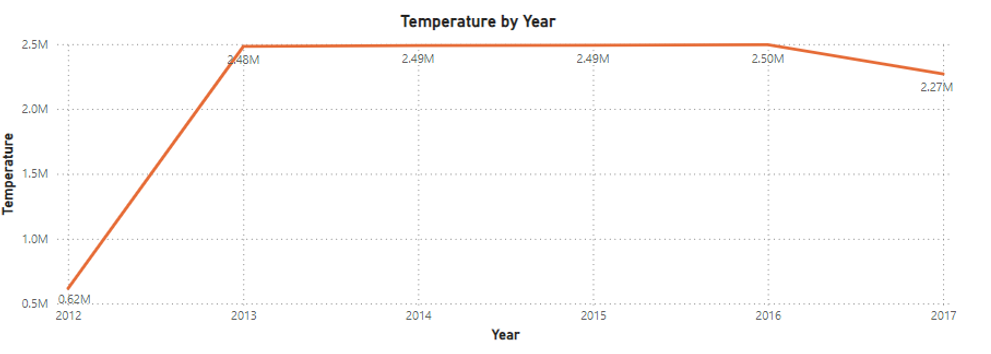 Temperature by Year
2.5M
2.0M
1.5M
1.0M
0.5M
Temperature
0.62M
2.48M
2.49M
2.49M
2.50M
2.27M
2012 2013 2014 2015 2016 2017
Year